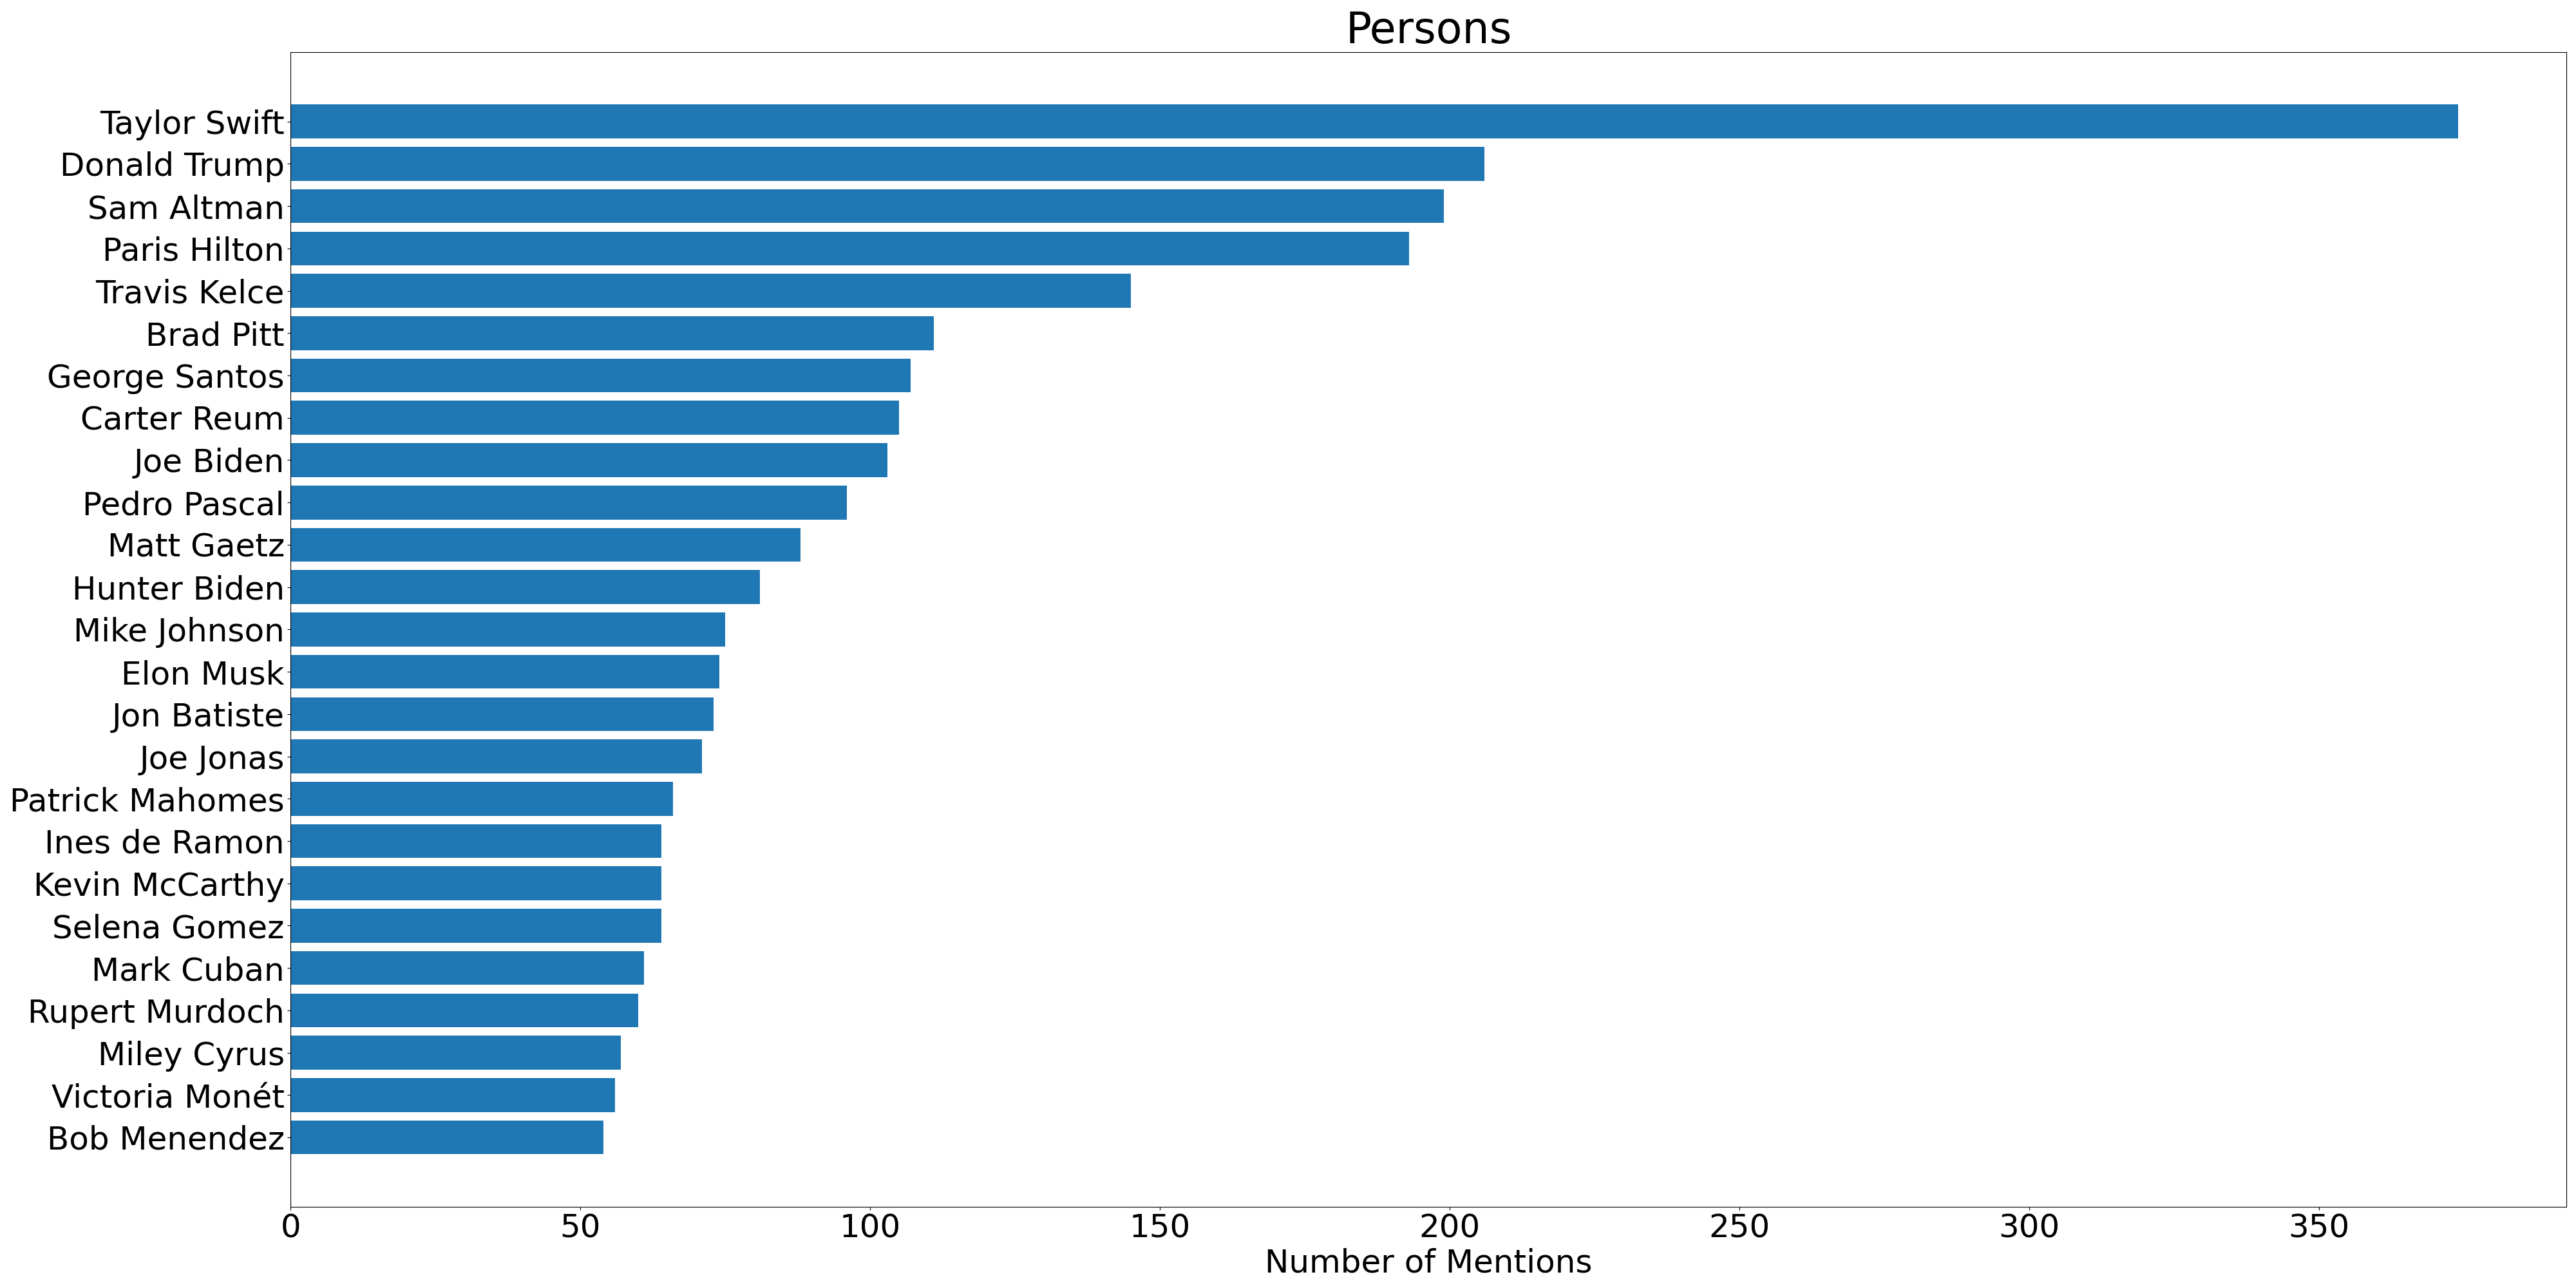 Persons
Taylor Swift
Donald Trump
Sam Altman
Paris Hilton
Travis Kelce
Brad Pitt
George Santos
Carter Reum
Joe Biden
Pedro Pascal
Matt Gaetz
Hunter Biden
Mike Johnson
Elon Musk
Jon Batiste
Joe Jonas
Patrick Mahomes
Ines de Ramon
Kevin McCarthy
Selena Gomez
Mark Cuban
Rupert Murdoch
Miley Cyrus
Victoria Monét
Bob Menendez
0 50 100 150 200 250 300 350
Number of Mentions